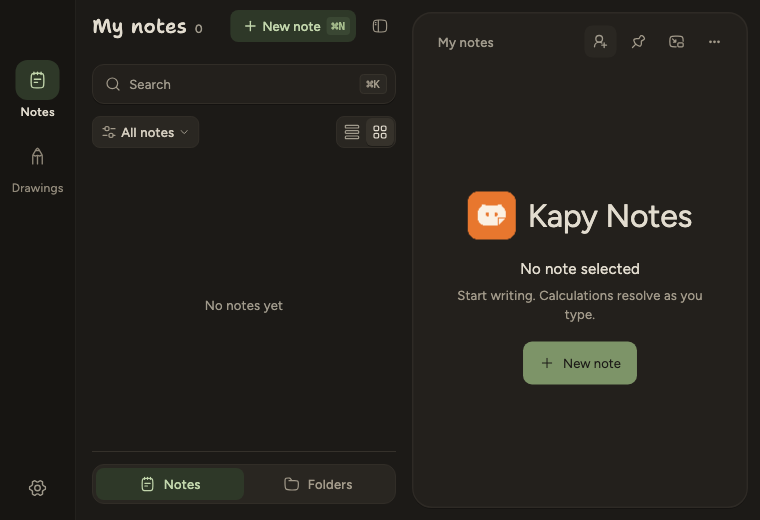 My notes 0
New note ⌘N
Notes
Drawings
Search ⌘K
All notes
No notes yet
Notes
Folders
My notes
Kapy Notes
No note selected
Start writing. Calculations resolve as you
type.
New note